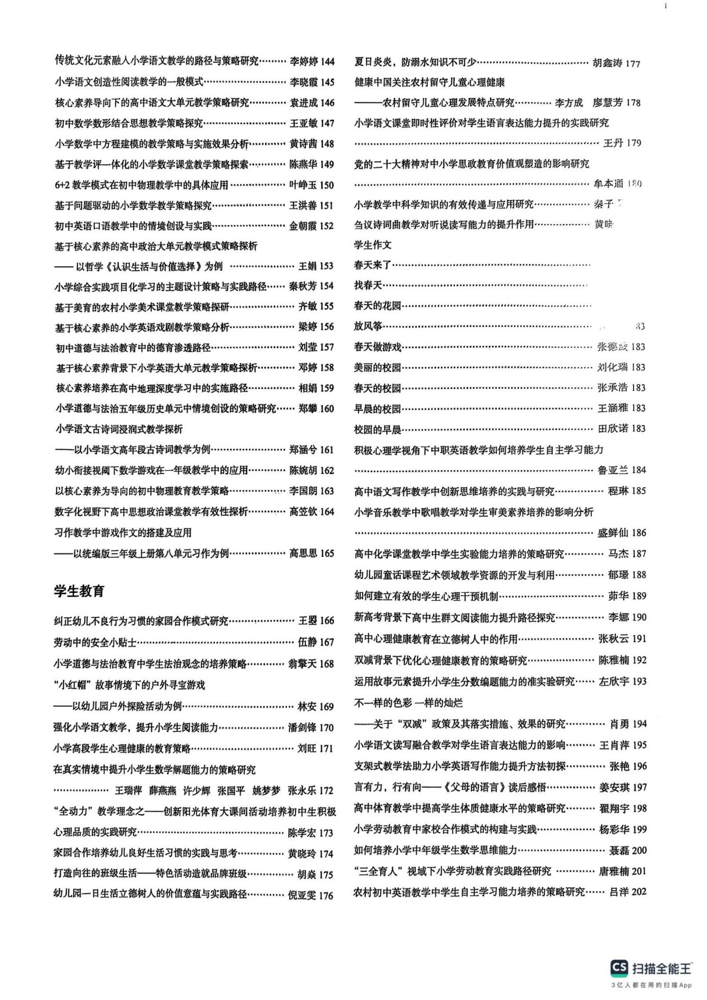 传统文化元素融入小学语文教学的路径与策略研究………李婷婷 144
小学语文创造性阅读教学的一般模式………………………李晓霞 145
核心素养导向下的高中语文大单元教学策略研究…………袁进成 146
初中数学数形结合思想教学策略探究………………………王亚敏 147
小学数学中方程建模的教学策略与实施效果分析…………黄诗茜 148
基于教学评一体化的小学数学课堂教学策略探索…………陈燕华 149
6+2 教学模式在初中物理教学中的具体应用………………叶峥玉 150
基于问题驱动的小学数学教学策略探究……………………王洪善 151
初中英语口语教学中的情境创设与实践……………………金朝霞 152
基于核心素养的高中政治大单元教学模式策略探析
——以哲学《认识生活与价值选择》为例…………………王娟 153
小学综合实践项目化学习的主题设计策略与实践路径……秦秋芳 154
基于美育的农村小学美术课堂教学策略探研………………齐敏 155
基于核心素养的小学英语戏剧教学策略分析………………梁婷 156
初中道德与法治教育中的德育渗透路径……………………刘莹 157
基于核心素养背景下小学英语大单元教学策略探析………邓婷 158
核心素养培养在高中地理深度学习中的实施路径…………相娟 159
小学道德与法治五年级历史单元中情境创设的策略研究……郑攀 160
小学语文古诗词浸润式教学探析
——以小学语文高年段古诗词教学为例……………………郑涵兮 161
幼小衔接视阈下数学游戏在一年级教学中的应用…………陈婉胡 162
以核心素养为导向的初中物理教育教学策略………………李国朗 163
数字化视野下高中思想政治课堂教学有效性探析…………高笠钦 164
习作教学中游戏作文的搭建及应用
——以统编版三年级上册第八单元习作为例………………高思思 165
学生教育
纠正幼儿不良行为习惯的家园合作模式研究………………王曌 166
劳动中的安全小贴士…………………………………………伍静 167
小学道德与法治教育中学生法治观念的培养策略…………翁擎天 168
“小红帽”故事情境下的户外寻宝游戏
——以幼儿园户外探险活动为例……………………………林安 169
强化小学语文教学，提升小学生阅读能力…………………潘剑锋 170
小学高段学生心理健康的教育策略…………………………刘旺 171
在真实情境中提升小学生数学解题能力的策略研究
………………王瑞萍 薛燕燕 许少辉 张国平 姚梦梦 张永乐 172
“全动力”教学理念之——创新阳光体育大课间活动培养初中生积极
心理品质的实践研究…………………………………………陈学宏 173
家园合作培养幼儿良好生活习惯的实践与思考……………黄晓玲 174
打造向往的班级生活——特色活动造就品牌班级…………胡焱 175
幼儿园一日生活立德树人的价值意蕴与实践路径…………倪亚雯 176
夏日炎炎，防溺水知识不可少………………………………胡鑫涛 177
健康中国关注农村留守儿童心理健康
——农村留守儿童心理发展特点研究…………李方成 廖慧芳 178
小学语文课堂即时性评价对学生语言表达能力提升的实践研究
……………………………………………………………………王丹 179
党的二十大精神对中小学思政教育价值观塑造的影响研究
……………………………………………………………………牟本通 180
小学教学中科学知识的有效传递与应用研究………………秦子
刍议诗词曲教学对听说读写能力的提升作用………………黄
学生作文
春天来了……………………………………………………
找春天………………………………………………………
春天的花园…………………………………………………
放风筝………………………………………………………83
春天做游戏……………………………………………………张德 183
美丽的校园……………………………………………………刘化瑞 183
春天的校园……………………………………………………张承浩 183
早晨的校园……………………………………………………王涵雅 183
校园的早晨……………………………………………………田欣诺 183
积极心理学视角下中职英语教学如何培养学生自主学习能力
……………………………………………………………………鲁亚兰 184
高中语文写作教学中创新思维培养的实践与研究…………程琳 185
小学音乐教学中歌唱教学对学生审美素养培养的影响分析
……………………………………………………………………盛鲜仙 186
高中化学课堂教学中学生实验能力培养的策略研究………马杰 187
幼儿园童话课程艺术领域教学资源的开发与利用…………郁璟 188
如何建立有效的学生心理干预机制…………………………茆华 189
新高考背景下高中生群文阅读能力提升路径探究…………李娜 190
高中心理健康教育在立德树人中的作用……………………张秋云 191
双减背景下优化心理健康教育的策略研究…………………陈雅楠 192
运用故事元素提升小学生分数编题能力的准实验研究……左欣宇 193
不一样的色彩 一样的灿烂
——关于“双减”政策及其落实措施、效果的研究…………肖勇 194
小学语文读写融合教学对学生语言表达能力的影响………王肖萍 195
支架式教学法助力小学英语写作能力提升方法初探………张艳 196
言有力，行有向——《父母的语言》读后感悟……………姜安琪 197
高中体育教学中提高学生体质健康水平的策略研究………翟翔宇 198
小学劳动教育中家校合作模式的构建与实践………………杨彩华 199
如何培养小学中年级学生数学思维能力……………………聂磊 200
“三全育人”视域下小学劳动教育实践路径研究…………唐雅楠 201
农村初中英语教学中学生自主学习能力培养的策略研究……吕洋 202
CS 扫描全能王
3亿人都在用的扫描App